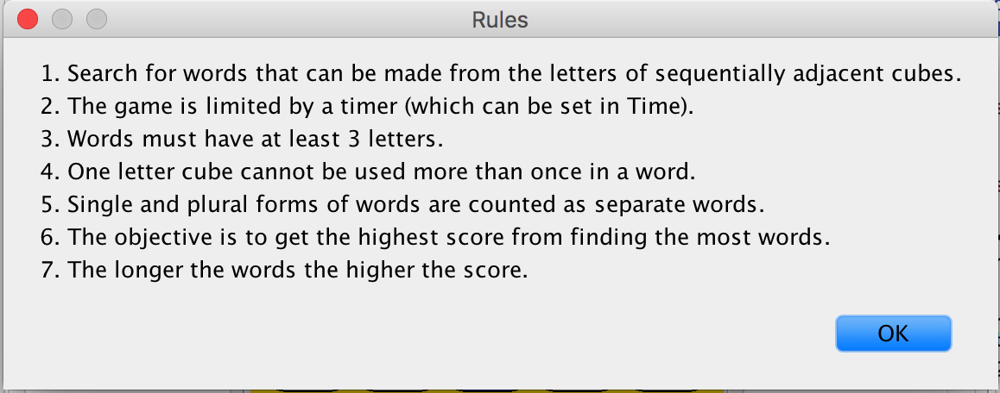 Rules
1. Search for words that can be made from the letters of sequentially adjacent cubes.
2. The game is limited by a timer (which can be set in Time).
3. Words must have at least 3 letters.
4. One letter cube cannot be used more than once in a word.
5. Single and plural forms of words are counted as separate words.
6. The objective is to get the highest score from finding the most words.
7. The longer the words the higher the score.
OK